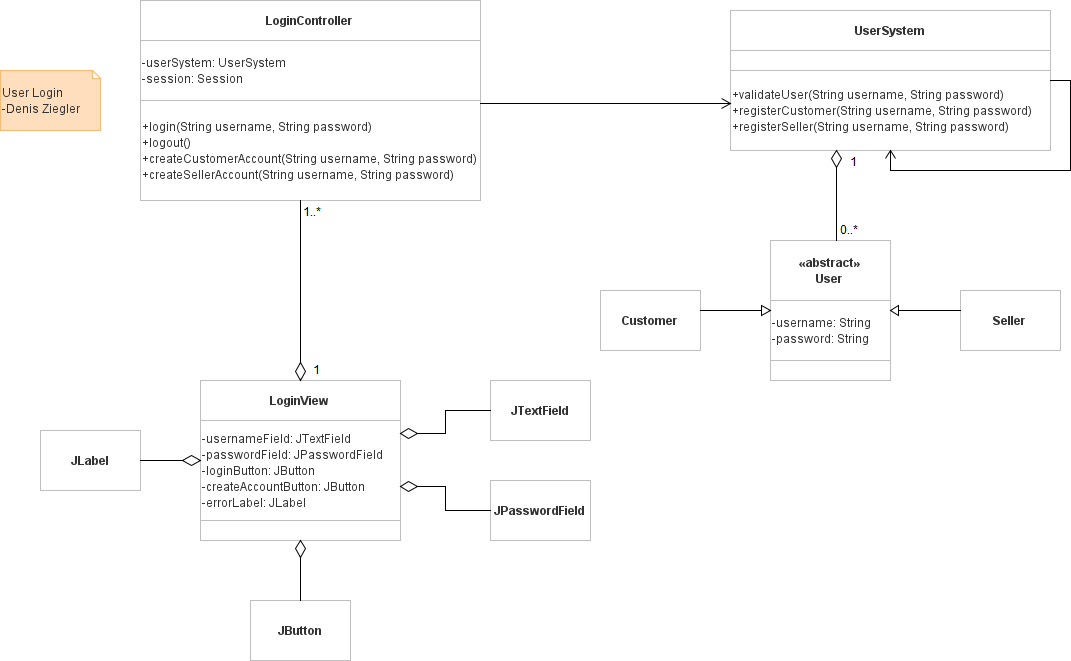 User Login
-Denis Ziegler
LoginController
-userSystem: UserSystem
-session: Session
+login(String username, String password)
+logout()
+createCustomerAccount(String username, String password)
+createSellerAccount(String username, String password)
UserSystem
+validateUser(String username, String password)
+registerCustomer(String username, String password)
+registerSeller(String username, String password)
1
0..*
1..*
1
«abstract»
User
-username: String
-password: String
Customer
Seller
LoginView
-usernameField: JTextField
-passwordField: JPasswordField
-loginButton: JButton
-createAccountButton: JButton
-errorLabel: JLabel
JLabel
JTextField
JPasswordField
JButton